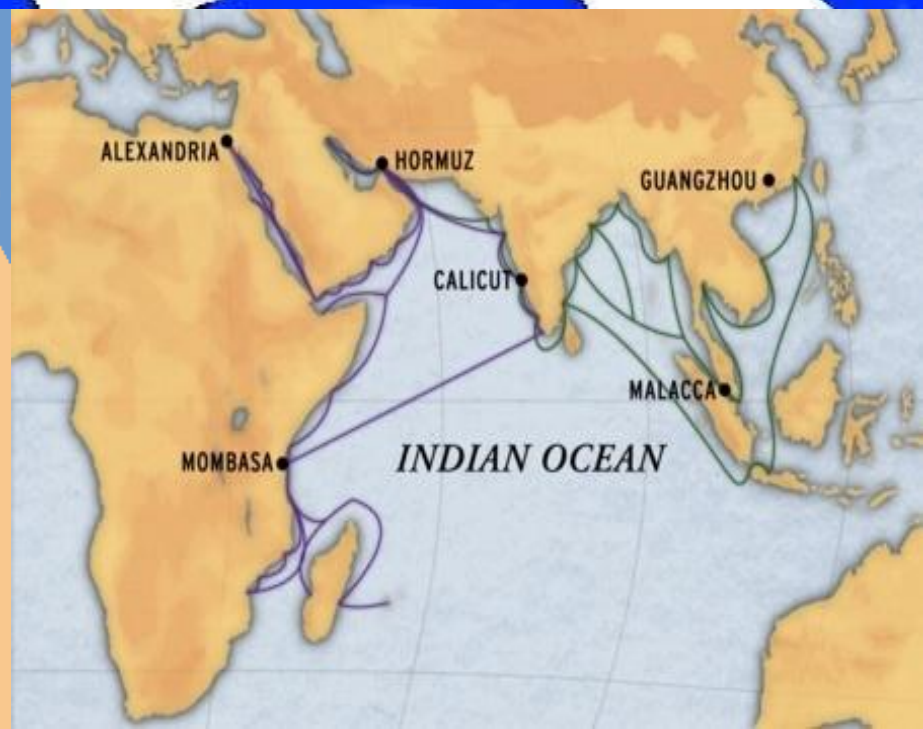 ALEXANDRIA
HORMUZ
GUANGZHOU
CALICUT
MALACCA
MOMBASA
INDIAN OCEAN